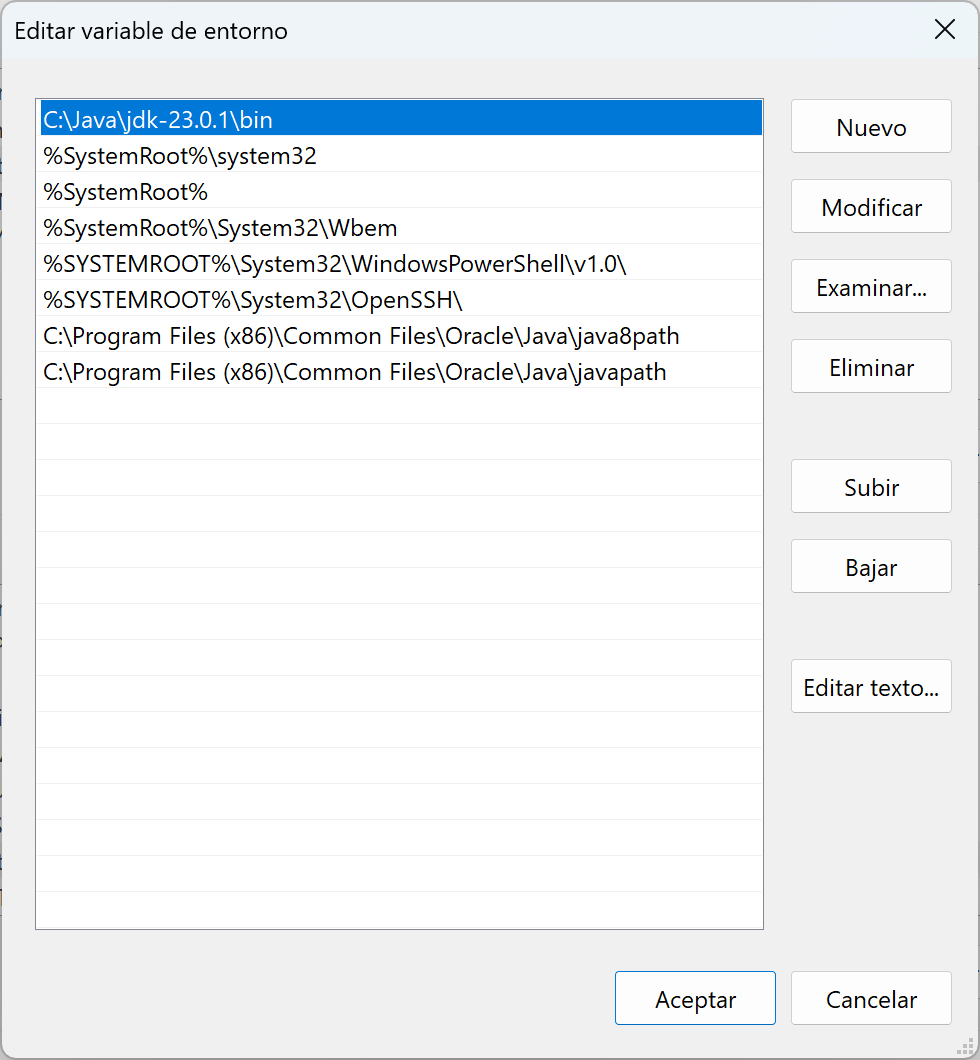 Editar variable de entorno
C:\Java\jdk-23.0.1\bin
%SystemRoot%\system32
%SystemRoot%
%SystemRoot%\System32\Wbem
%SYSTEMROOT%\System32\WindowsPowerShell\v1.0\
%SYSTEMROOT%\System32\OpenSSH\
C:\Program Files (x86)\Common Files\Oracle\Java\java8path
C:\Program Files (x86)\Common Files\Oracle\Java\javapath
Nuevo
Modificar
Examinar...
Eliminar
Subir
Bajar
Editar texto...
Aceptar
Cancelar